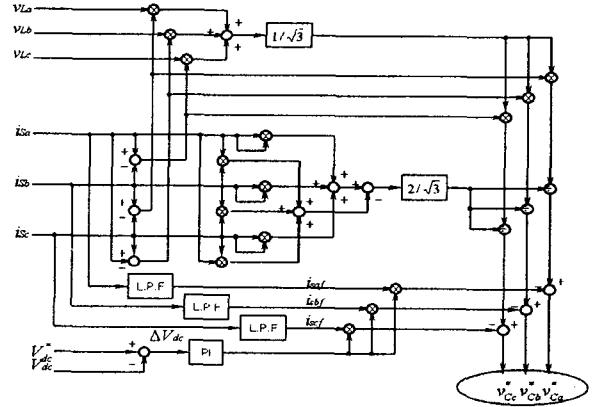 vLa
vLb
vLc
1/√3
iSa
iSb
iSc
2/√3
L.P.F
iSaf
L.P.F
iSbf
L.P.F
iScf
V*dc
Vdc
ΔVdc
PI
v*Cc v*Cb v*Ca